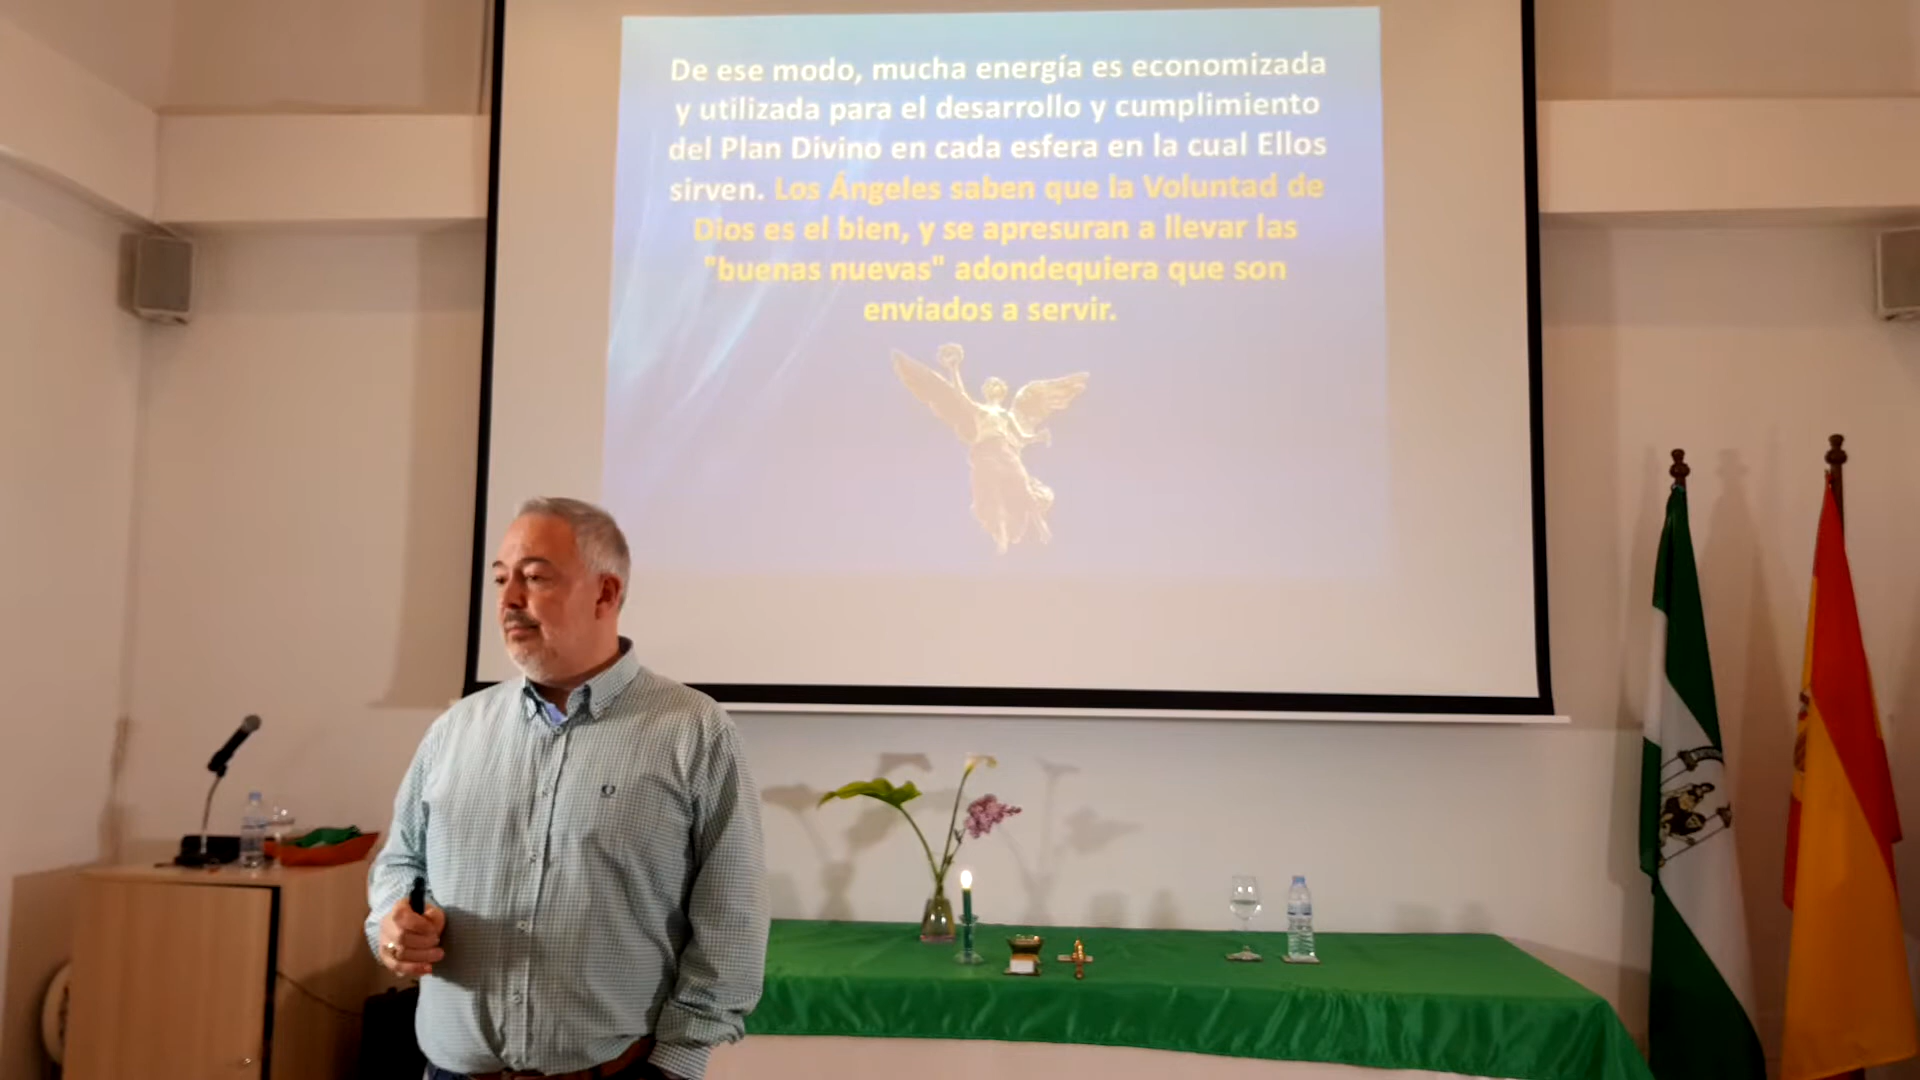 De ese modo, mucha energía es economizada
y utilizada para el desarrollo y cumplimiento
del Plan Divino en cada esfera en la cual Ellos
sirven. Los Ángeles saben que la Voluntad de
Dios es el bien, y se apresuran a llevar las
"buenas nuevas" adondequiera que son
enviados a servir.